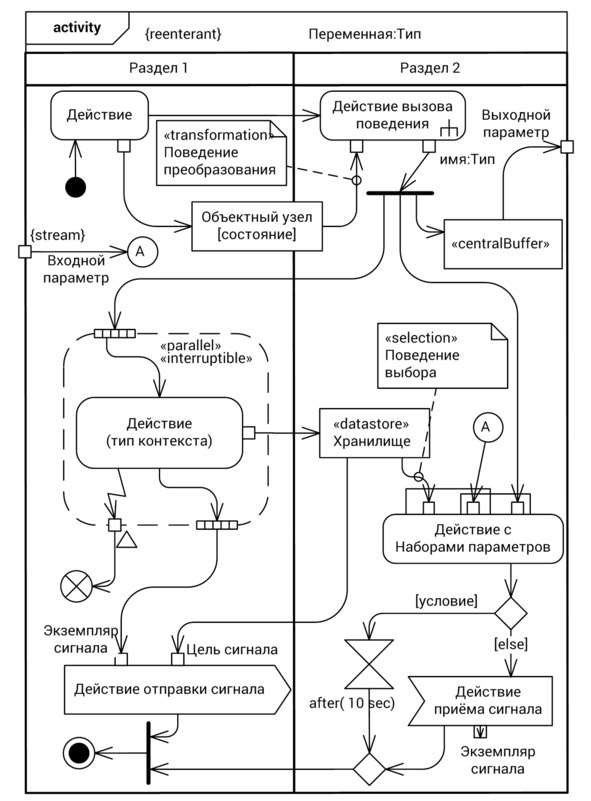 activity
{reenterant}
Переменная:Тип
Раздел 1
Раздел 2
Действие
Действие вызова
поведения
Выходной
параметр
«transformation»
Поведение
преобразования
имя:Тип
Объектный узел
[состояние]
{stream}
A
Входной
параметр
«centralBuffer»
«parallel»
«interruptible»
«selection»
Поведение
выбора
Действие
(тип контекста)
«datastore»
Хранилище
A
Действие с
Наборами параметров
[условие]
[else]
Экземпляр
сигнала
Цель сигнала
Действие отправки сигнала
after( 10 sec)
Действие
приёма сигнала
Экземпляр
сигнала